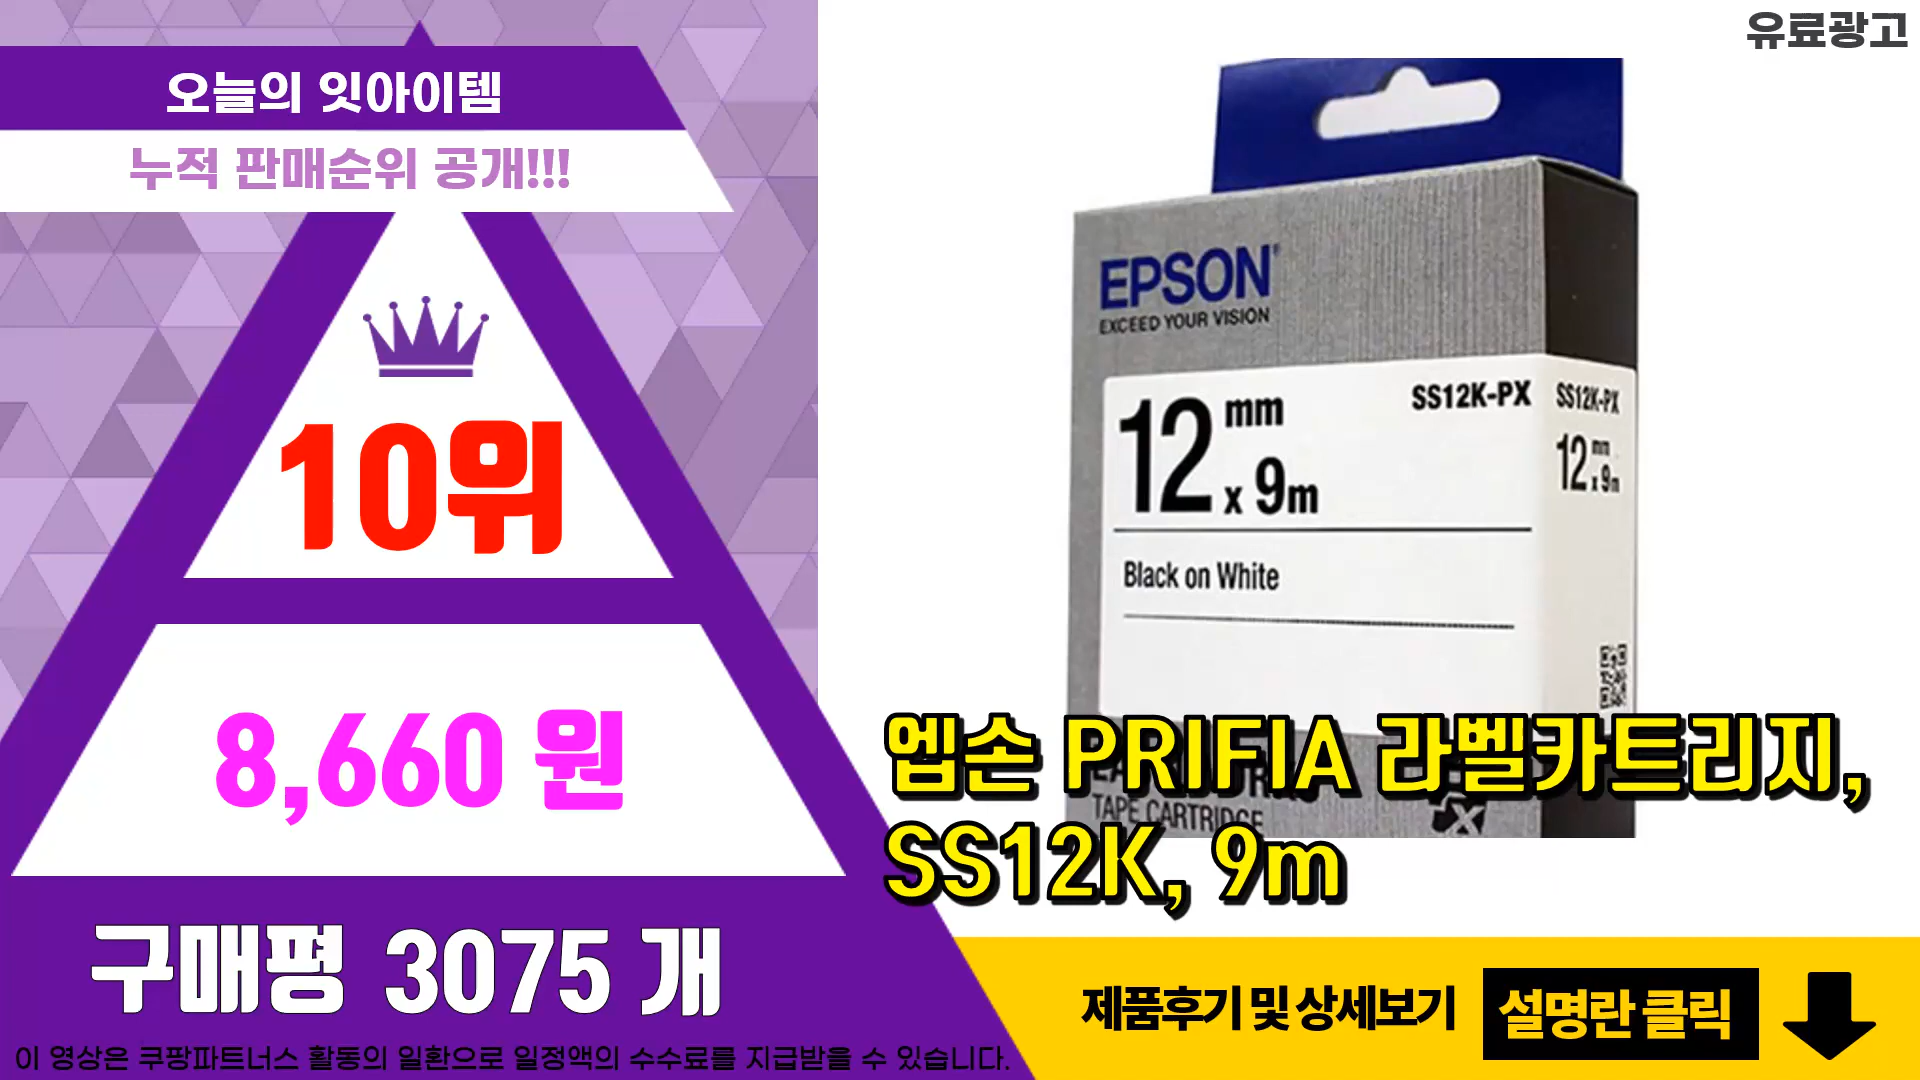 유료광고
오늘의 잇아이템
누적 판매순위 공개!!!
10위
8,660 원
구매평 3075 개
이 영상은 쿠팡파트너스 활동의 일환으로 일정액의 수수료를 지급받을 수 있습니다.
EPSON
EXCEED YOUR VISION
SS12K-PX
12 mm x 9m
Black on White
SS12K-PX
12 mm x 9m
TAPE CARTRIDGE
엡손 PRIFIA 라벨카트리지,
SS12K, 9m
제품후기 및 상세보기
설명란 클릭